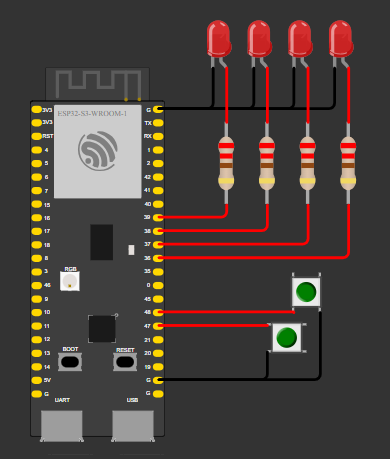 ESP32-S3-WROOM-1
3V3
3V3
RST
4
5
6
7
15
16
17
18
8
3
46
9
10
11
12
13
14
5V
G
G
TX
RX
1
2
42
41
40
39
38
37
36
35
0
45
48
47
21
20
19
G
G
RGB
BOOT
RESET
UART
USB